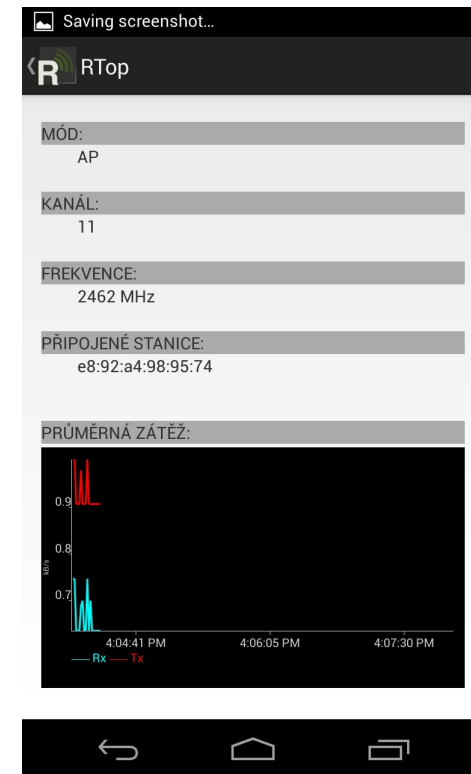 Saving screenshot...
R RTop
MÓD:
AP
KANÁL:
11
FREKVENCE:
2462 MHz
PŘIPOJENÉ STANICE:
e8:92:a4:98:95:74
PRŮMĚRNÁ ZÁTĚŽ:
0.9
0.8
kB/s
0.7
4:04:41 PM 4:06:05 PM 4:07:30 PM
Rx Tx